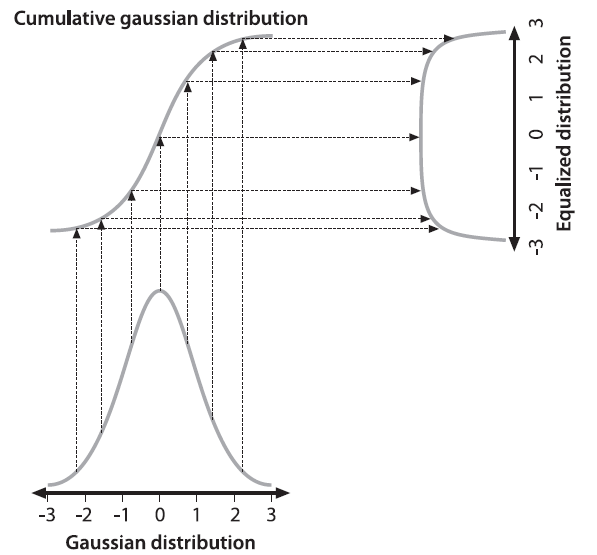 Cumulative gaussian distribution
3
2
1
0
-1
-2
-3
Equalized distribution
-3 -2 -1 0 1 2 3
Gaussian distribution